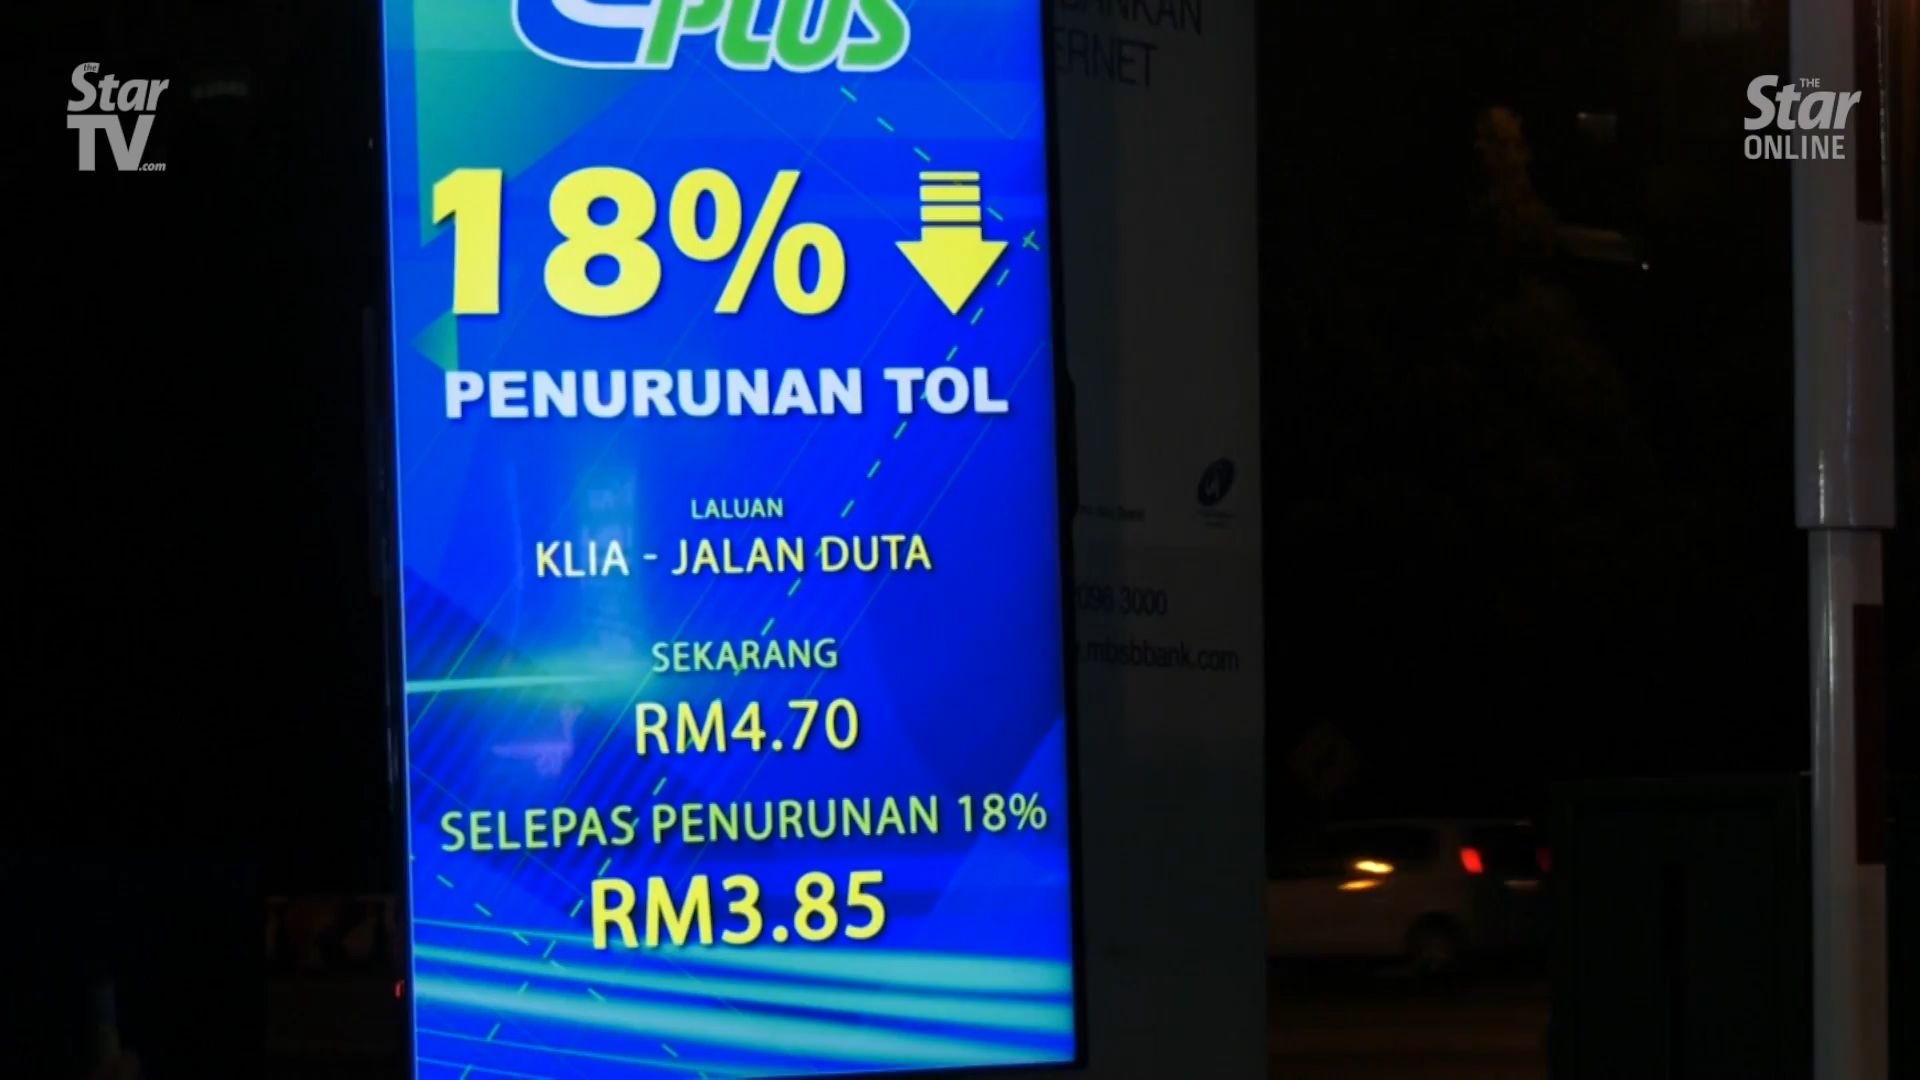 PLUS
the Star TV.com
THE Star ONLINE
ERNET
18%
PENURUNAN TOL
LALUAN
KLIA - JALAN DUTA
SEKARANG
RM4.70
SELEPAS PENURUNAN 18%
RM3.85
3000
mbsbbank.com